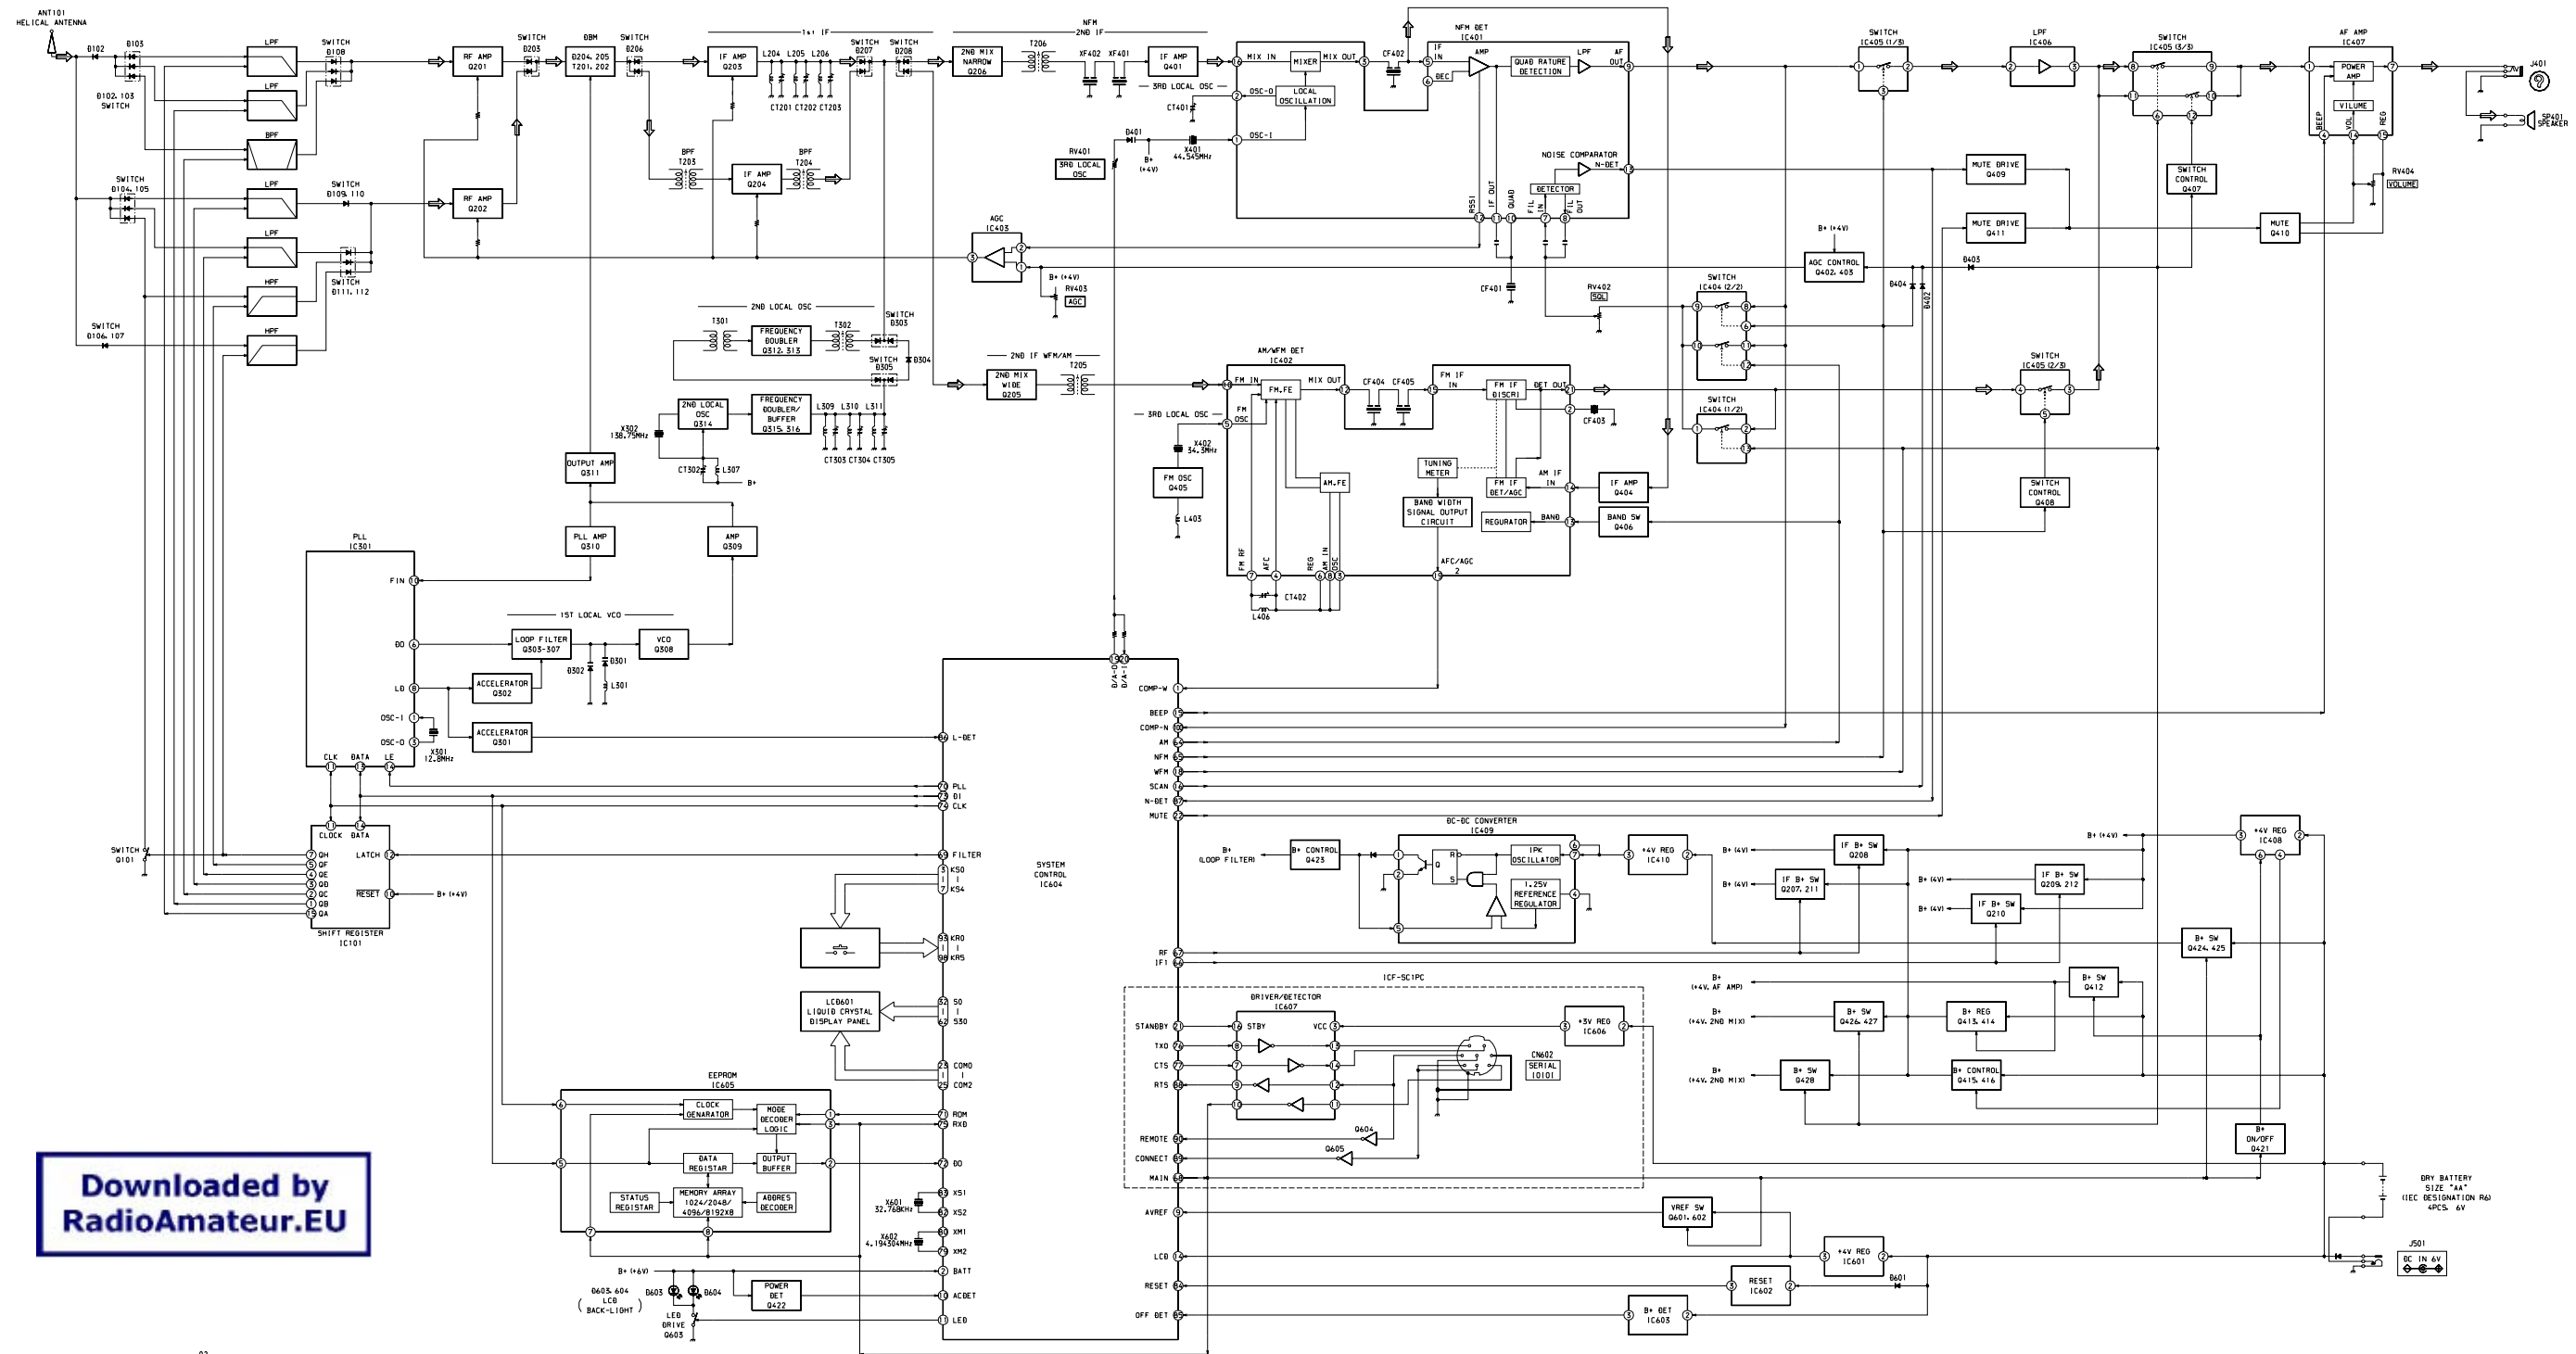 ANT101
HELICAL ANTENNA
D102
D103
D102, 103
SWITCH
LPF
LPF
BPF
SWITCH
D108
SWITCH
D104, 105
LPF
LPF
HPF
HPF
SWITCH
D109, 110
SWITCH
D111, 112
SWITCH
D106, 107
RF AMP
Q201
RF AMP
Q202
SWITCH
D203
DBM
D204, 205
T201, 202
SWITCH
D206
1st IF
IF AMP
Q203
L204 L205 L206
CT201 CT202 CT203
SWITCH
D207
SWITCH
D208
BPF
T203
IF AMP
Q204
BPF
T204
NFM
2ND IF
2ND MIX
NARROW
Q206
T206
XF402 XF401
IF AMP
Q401
3RD LOCAL OSC
CT401
D401
B+
(+4V)
X401
44.545MHz
RV401
3RD LOCAL
OSC
NFM DET
IC401
MIX IN
MIXER
MIX OUT
OSC-O
LOCAL
OSCILLATION
OSC-I
CF402
IF
IN
DEC
AMP
QUAD RATURE
DETECTION
LPF
AF
OUT
NOISE COMPARATOR
N-DET
DETECTOR
RSSI
IF OUT
QUAD
FIL
IN
FIL
OUT
CF401
AGC
IC403
B+ (+4V)
RV403
AGC
SWITCH
IC405 (1/3)
LPF
IC406
SWITCH
IC405 (3/3)
AF AMP
IC407
POWER
AMP
VILUME
BEEP
VOL
REG
J401
SP401
SPEAKER
MUTE DRIVE
Q409
MUTE DRIVE
Q411
SWITCH
CONTROL
Q407
MUTE
Q410
RV404
VOLUME
B+ (+4V)
AGC CONTROL
Q402, 403
D403
D404
D402
RV402
SQL
SWITCH
IC404 (2/2)
SWITCH
IC404 (1/2)
SWITCH
IC405 (2/3)
SWITCH
CONTROL
Q408
2ND LOCAL OSC
T301
FREQUENCY
DOUBLER
Q312, 313
T302
SWITCH
D303
SWITCH
D305
D304
2ND LOCAL
OSC
Q314
FREQUENCY
DOUBLER/
BUFFER
Q315, 316
L309 L310 L311
CT303 CT304 CT305
X302
138.75MHz
CT302
L307
B+
2ND IF WFM/AM
2ND MIX
WIDE
Q205
T205
3RD LOCAL OSC
X402
34.3MHz
FM OSC
Q405
L403
AM/WFM DET
IC402
FM IN
FM.FE
MIX OUT
FM
OSC
CF404 CF405
FM IF
IN
FM IF
DISCRI
DET OUT
CF403
TUNING
METER
AM.FE
BAND WIDTH
SIGNAL OUTPUT
CIRCUIT
FM IF
DET/AGC
AM IF
IN
REGURATOR
BAND
FM RF
AFC
REG
AM IN
OSC
AFC/AGC
2
IF AMP
Q404
BAND SW
Q406
CT402
L406
OUTPUT AMP
Q311
PLL AMP
Q310
AMP
Q309
PLL
IC301
FIN
DO
LD
OSC-I
OSC-O
CLK DATA LE
X301
12.8MHz
1ST LOCAL VCO
LOOP FILTER
Q303-307
VCO
Q308
D302
D301
L301
ACCELERATOR
Q302
ACCELERATOR
Q301
SWITCH
Q101
CLOCK DATA
QH
QF
QE
QD
QC
QB
QA
LATCH
RESET
B+ (+4V)
SHIFT REGISTER
IC101
SYSTEM
CONTROL
IC604
D/A-O
D/A-I
L-DET
PLL
DI
CLK
FILTER
KS0
KS4
KR0
KR5
S0
S30
COM0
COM2
ROM
RXD
DO
XS1
XS2
XM1
XM2
BATT
ACDET
LED
COMP-W
BEEP
COMP-N
AM
NFM
WFM
SCAN
N-DET
MUTE
RF
IF1
STANDBY
TXD
CTS
RTS
REMOTE
CONNECT
MAIN
AVREF
LCD
RESET
OFF DET
LCD601
LIQUID CRYSTAL
DISPLAY PANEL
EEPROM
IC605
CLOCK
GENARATOR
MODE
DECODER
LOGIC
DATA
REGISTAR
OUTPUT
BUFFER
STATUS
REGISTAR
MEMORY ARRAY
1024/2048/
4096/8192X8
ADDRES
DECODER
X601
32.768KHz
X602
4.194304MHz
B+ (+6V)
D603, 604
LCD
BACK-LIGHT
D603
D604
LED
DRIVE
Q603
POWER
DET
Q422
DC-DC CONVERTER
IC409
B+
(LOOP FILTER)
B+ CONTROL
Q423
Q
R
S
IPK
OSCILLATOR
1.25V
REFERENCE
REGULATOR
+4V REG
IC410
ICF-SC1PC
DRIVER/DETECTOR
IC607
STBY
VCC
+3V REG
IC606
CN602
SERIAL
IOIOI
Q604
Q605
B+ (4V)
IF B+ SW
Q208
B+ (4V)
IF B+ SW
Q207, 211
B+ (+4V)
+4V REG
IC408
B+ (4V)
IF B+ SW
Q209, 212
B+ (4V)
IF B+ SW
Q210
B+ SW
Q424, 425
B+
(+4V, AF AMP)
B+ SW
Q412
B+
(+4V, 2ND MIX)
B+ SW
Q426, 427
B+ REG
Q413, 414
B+
(+4V, 2ND MIX)
B+ SW
Q428
B+ CONTROL
Q415, 416
B+
ON/OFF
Q421
VREF SW
Q601, 602
+4V REG
IC601
RESET
IC602
D601
B+ DET
IC603
DRY BATTERY
SIZE "AA"
(IEC DESIGNATION R6)
4PCS, 6V
J501
DC IN 6V
Downloaded by
RadioAmateur.EU